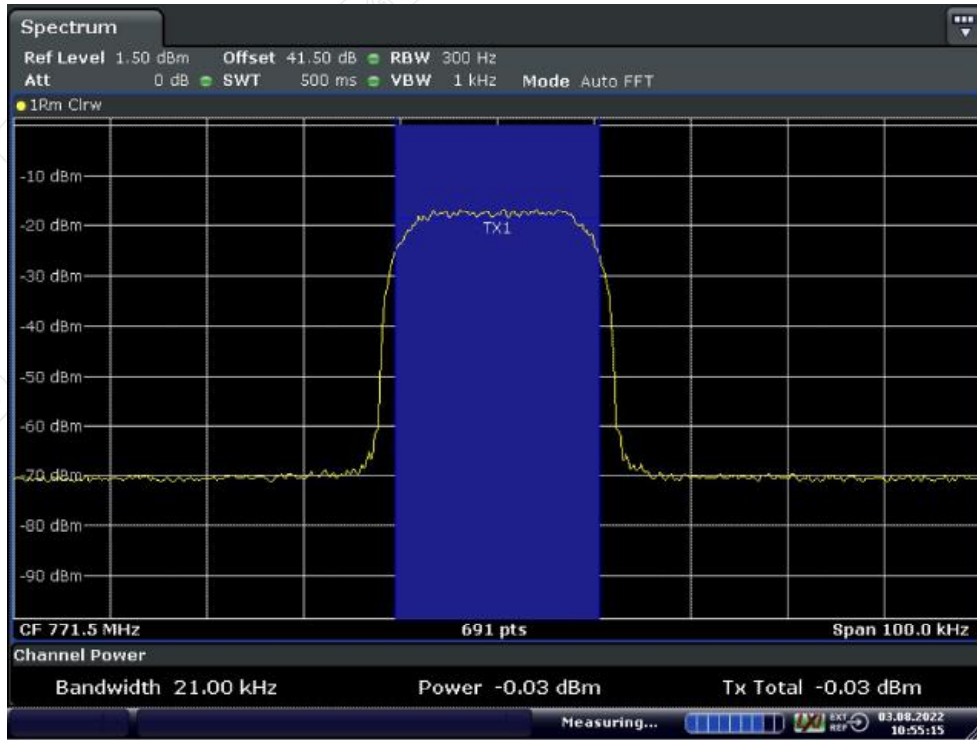 Spectrum
Ref Level 1.50 dBm Offset 41.50 dB RBW 300 Hz
Att 0 dB SWT 500 ms VBW 1 kHz Mode Auto FFT
1Rm Clrw
-10 dBm
-20 dBm
TX1
-30 dBm
-40 dBm
-50 dBm
-60 dBm
-70 dBm
-80 dBm
-90 dBm
CF 771.5 MHz 691 pts Span 100.0 kHz
Channel Power
Bandwidth 21.00 kHz Power -0.03 dBm Tx Total -0.03 dBm
Measuring... LXI EXT REF 03.08.2022
10:55:15